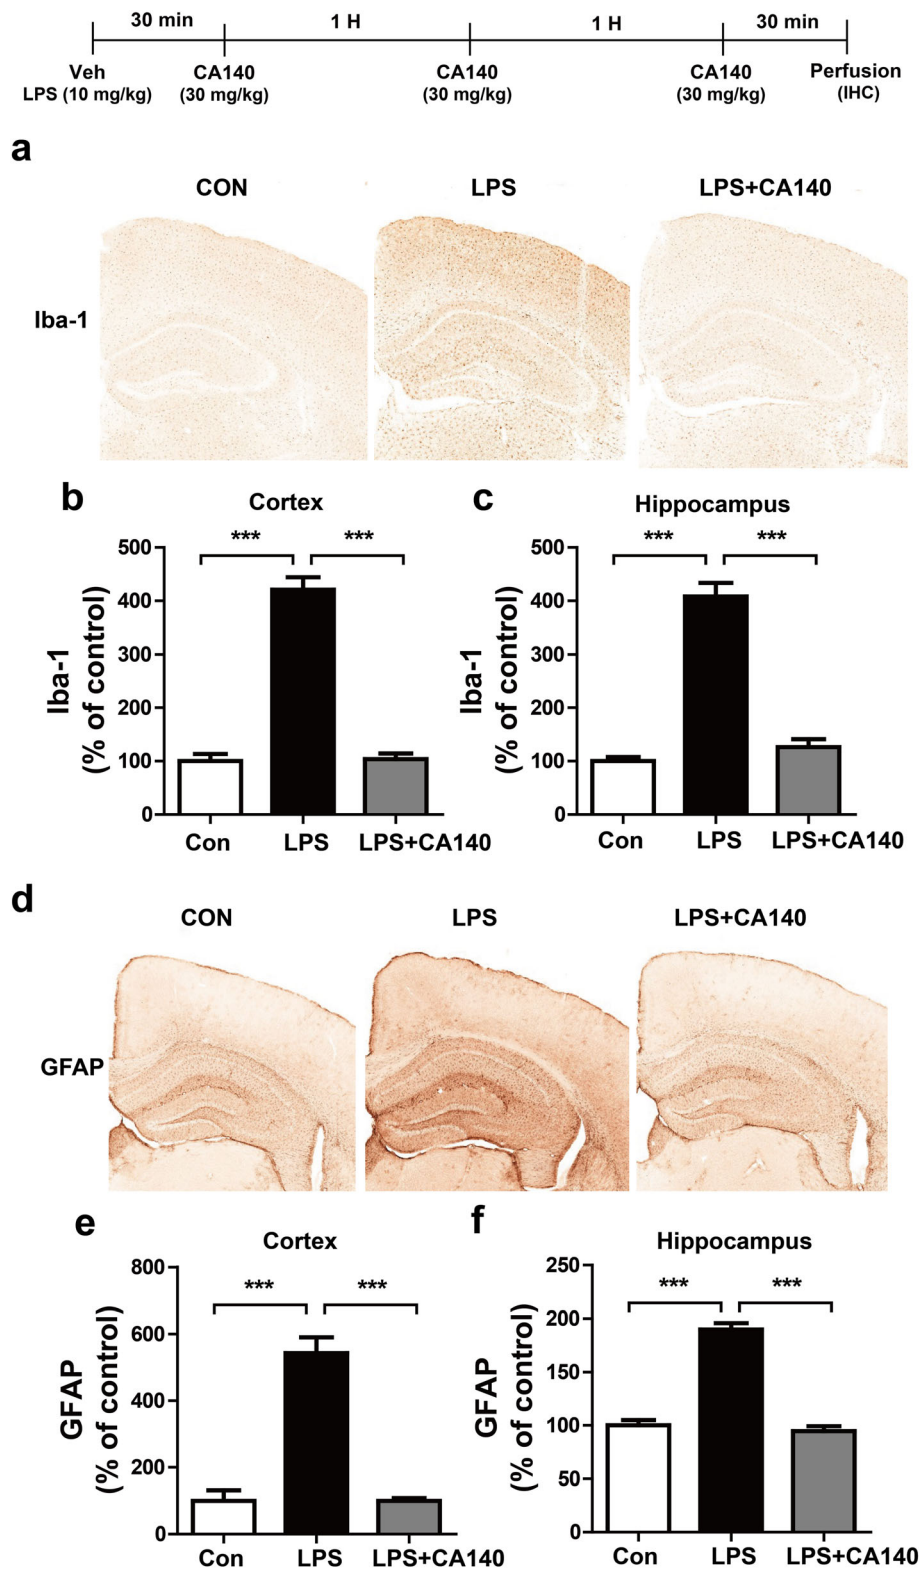 30 min 1 H 1 H 30 min
Veh CA140 CA140 CA140 Perfusion
LPS (10 mg/kg) (30 mg/kg) (30 mg/kg) (30 mg/kg) (IHC)
a
CON LPS LPS+CA140
Iba-1
b
Cortex
*** ***
500
400
300
200
100
0
Iba-1
(% of control)
Con LPS LPS+CA140
c
Hippocampus
*** ***
500
400
300
200
100
0
Iba-1
(% of control)
Con LPS LPS+CA140
d
CON LPS LPS+CA140
GFAP
e
Cortex
*** ***
800
600
400
200
0
GFAP
(% of control)
Con LPS LPS+CA140
f
Hippocampus
*** ***
250
200
150
100
50
0
GFAP
(% of control)
Con LPS LPS+CA140